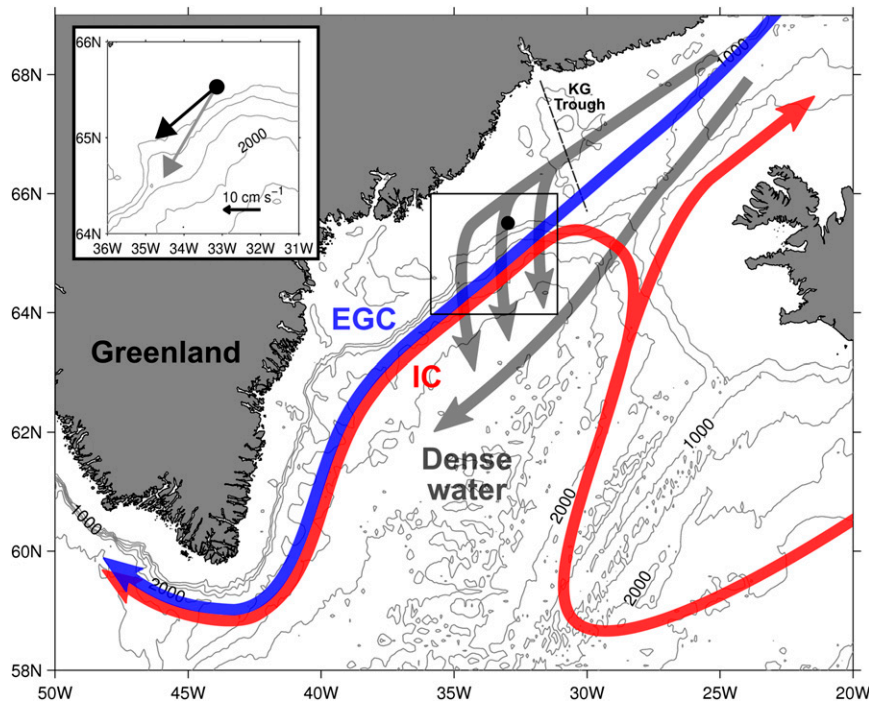 66N
65N
64N
36W 35W 34W 33W 32W 31W
2000
10 cm s⁻¹
68N
66N
64N
62N
60N
58N
50W 45W 40W 35W 30W 25W 20W
1000
KG
Trough
EGC
Greenland
IC
Dense
water
1000
2000
2000
1000
2000